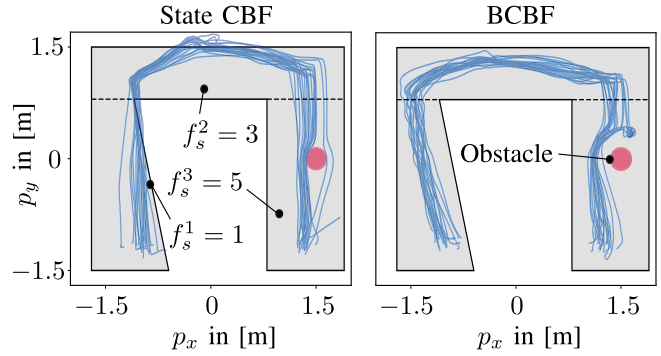 State CBF
BCBF
1.5
0
−1.5
p_y in [m]
f_s^2 = 3
f_s^3 = 5
f_s^1 = 1
Obstacle
−1.5 0 1.5
−1.5 0 1.5
p_x in [m]
p_x in [m]